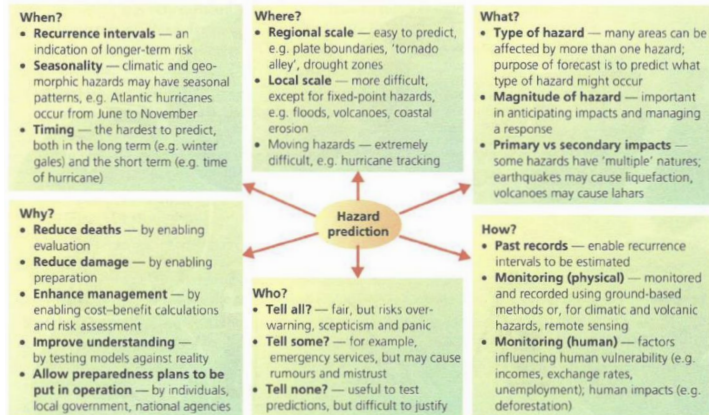 When?
• Recurrence intervals — an
indication of longer-term risk
• Seasonality — climatic and geo-
morphic hazards may have seasonal
patterns, e.g. Atlantic hurricanes
occur from June to November
• Timing — the hardest to predict,
both in the long term (e.g. winter
gales) and the short term (e.g. time
of hurricane)
Where?
• Regional scale — easy to predict,
e.g. plate boundaries, 'tornado
alley', drought zones
• Local scale — more difficult,
except for fixed-point hazards,
e.g. floods, volcanoes, coastal
erosion
• Moving hazards — extremely
difficult, e.g. hurricane tracking
What?
• Type of hazard — many areas can be
affected by more than one hazard;
purpose of forecast is to predict what
type of hazard might occur
• Magnitude of hazard — important
in anticipating impacts and managing
a response
• Primary vs secondary impacts —
some hazards have 'multiple' natures;
earthquakes may cause liquefaction,
volcanoes may cause lahars
Hazard
prediction
Why?
• Reduce deaths — by enabling
evaluation
• Reduce damage — by enabling
preparation
• Enhance management — by
enabling cost–benefit calculations
and risk assessment
• Improve understanding —
by testing models against reality
• Allow preparedness plans to be
put in operation — by individuals,
local government, national agencies
Who?
• Tell all? — fair, but risks over-
warning, scepticism and panic
• Tell some? — for example,
emergency services, but may cause
rumours and mistrust
• Tell none? — useful to test
predictions, but difficult to justify
How?
• Past records — enable recurrence
intervals to be estimated
• Monitoring (physical) — monitored
and recorded using ground-based
methods or, for climatic and volcanic
hazards, remote sensing
• Monitoring (human) — factors
influencing human vulnerability (e.g.
incomes, exchange rates,
unemployment); human impacts (e.g.
deforestation)